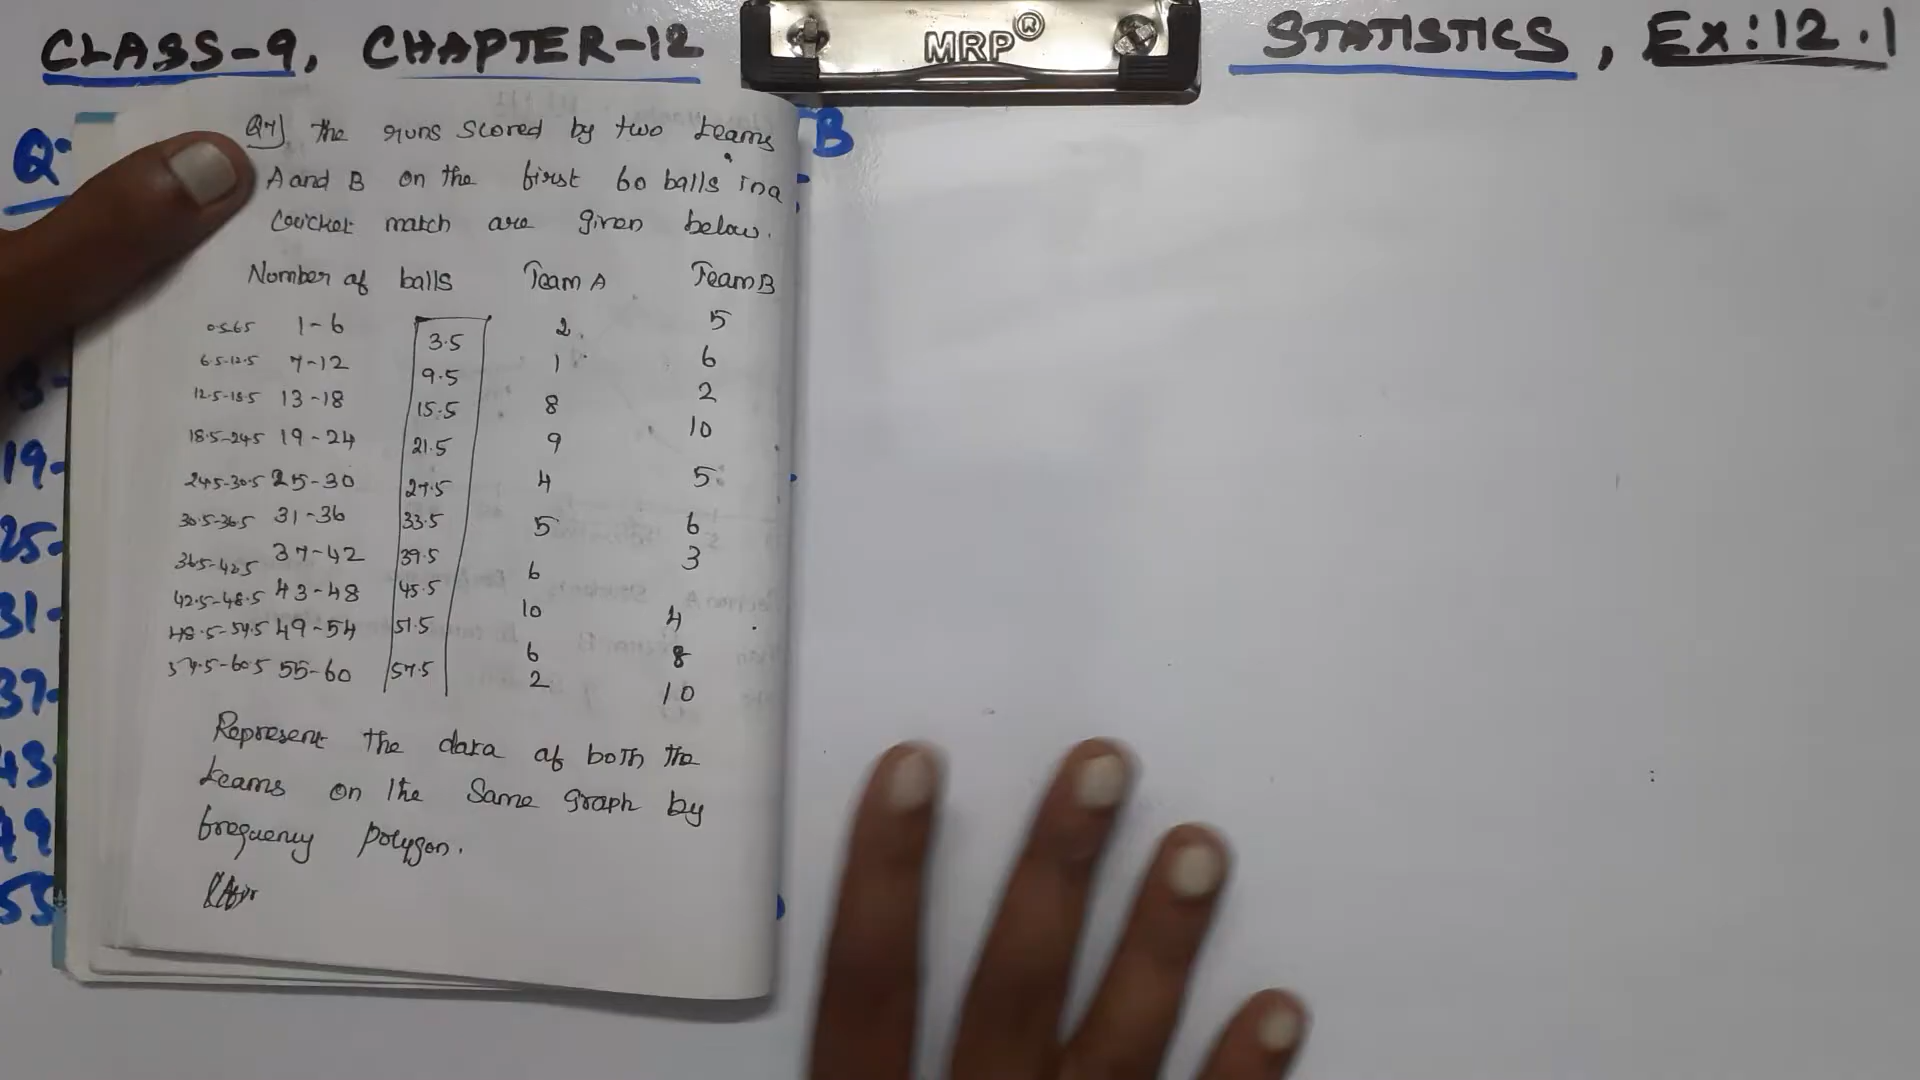 CLASS-9, CHAPTER-12
MRP®
STATISTICS, Ex:12.1
Q7
B
Q7) The runs scored by two teams
A and B on the first 60 balls in a
Cricket match are given below.
Number of balls Team A Team B
0.5-6.5 1-6 3.5 2 5
6.5-12.5 7-12 9.5 1 6
12.5-18.5 13-18 15.5 8 2
18.5-24.5 19-24 21.5 9 10
24.5-30.5 25-30 27.5 4 5
30.5-36.5 31-36 33.5 5 6
36.5-42.5 37-42 39.5 6 3
42.5-48.5 43-48 45.5 10 4
48.5-54.5 49-54 51.5 6 8
54.5-60.5 55-60 57.5 2 10
Represent the data of both the
teams on the same graph by
frequency polygon.
19-
25-
31-
37-
43
49
55